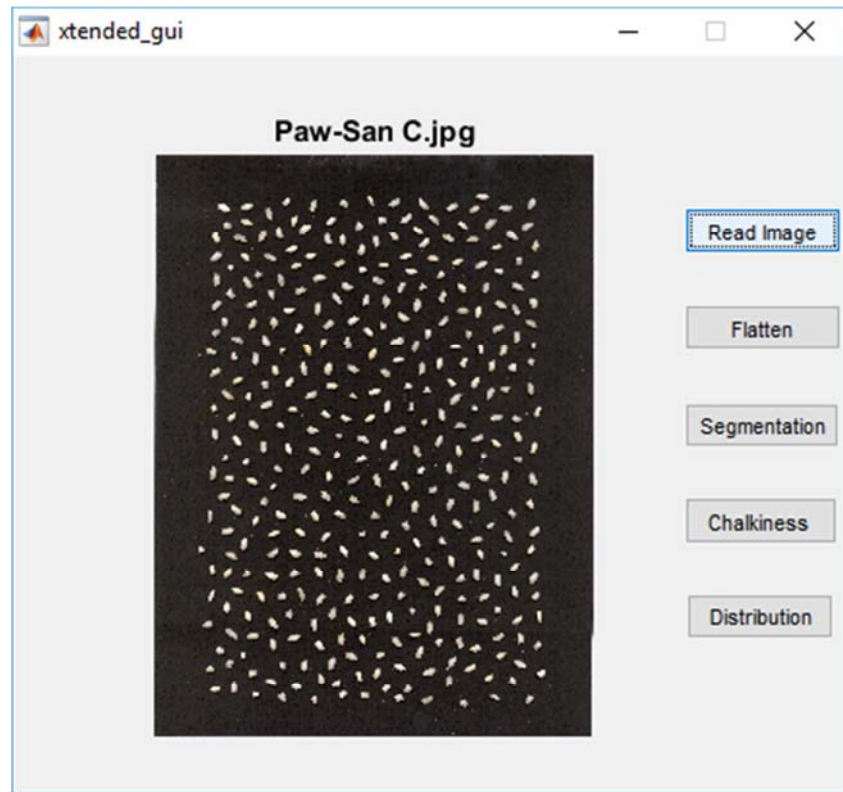 xtended_gui
Paw-San C.jpg
Read Image
Flatten
Segmentation
Chalkiness
Distribution